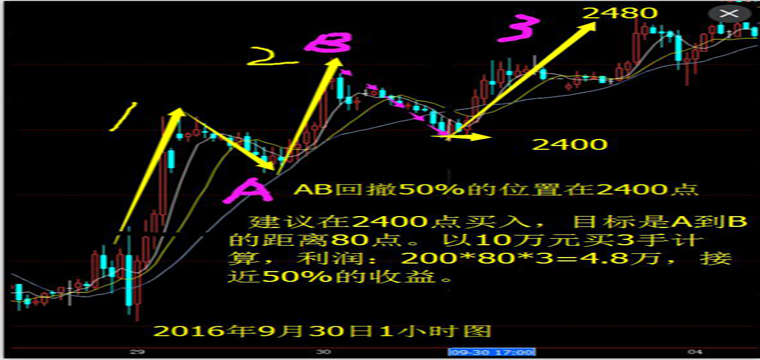 2480
3
B
2
1
2400
A
AB回撤50%的位置在2400点
建议在2400点买入，目标是A到B
的距离80点。以10万元买3手计
算，利润：200*80*3=4.8万，接
近50%的收益。
2016年9月30日1小时图
29
30
09-30 17:00
04